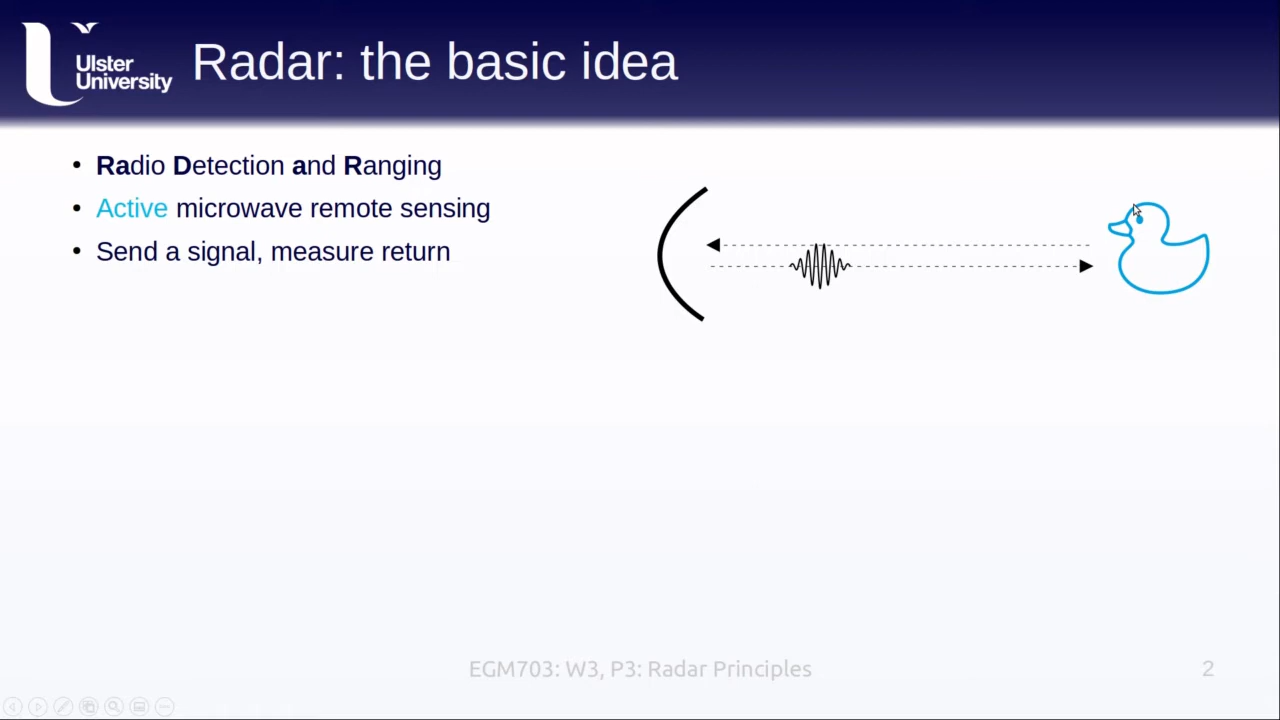 Ulster
University
Radar: the basic idea
• Radio Detection and Ranging
• Active microwave remote sensing
• Send a signal, measure return
EGM703: W3, P3: Radar Principles
2